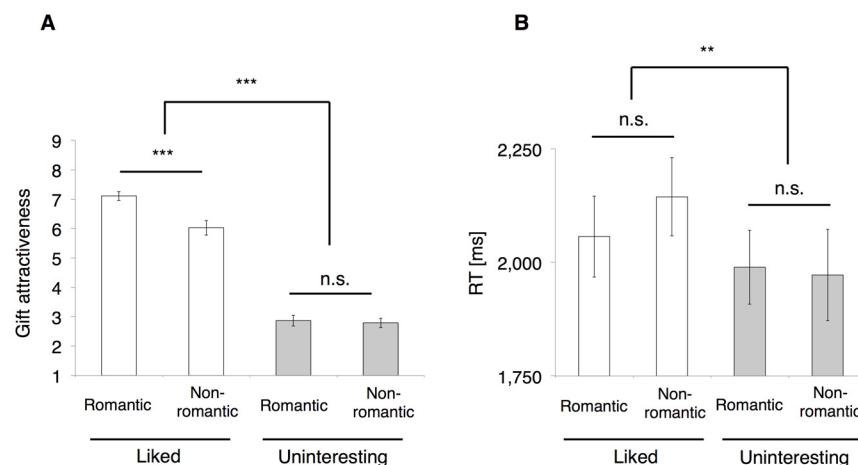 A
***
***
n.s.
Gift attractiveness
9
8
7
6
5
4
3
2
1
Romantic
Non-
romantic
Romantic
Non-
romantic
Liked
Uninteresting
B
**
n.s.
n.s.
RT [ms]
2,250
2,000
1,750
Romantic
Non-
romantic
Romantic
Non-
romantic
Liked
Uninteresting